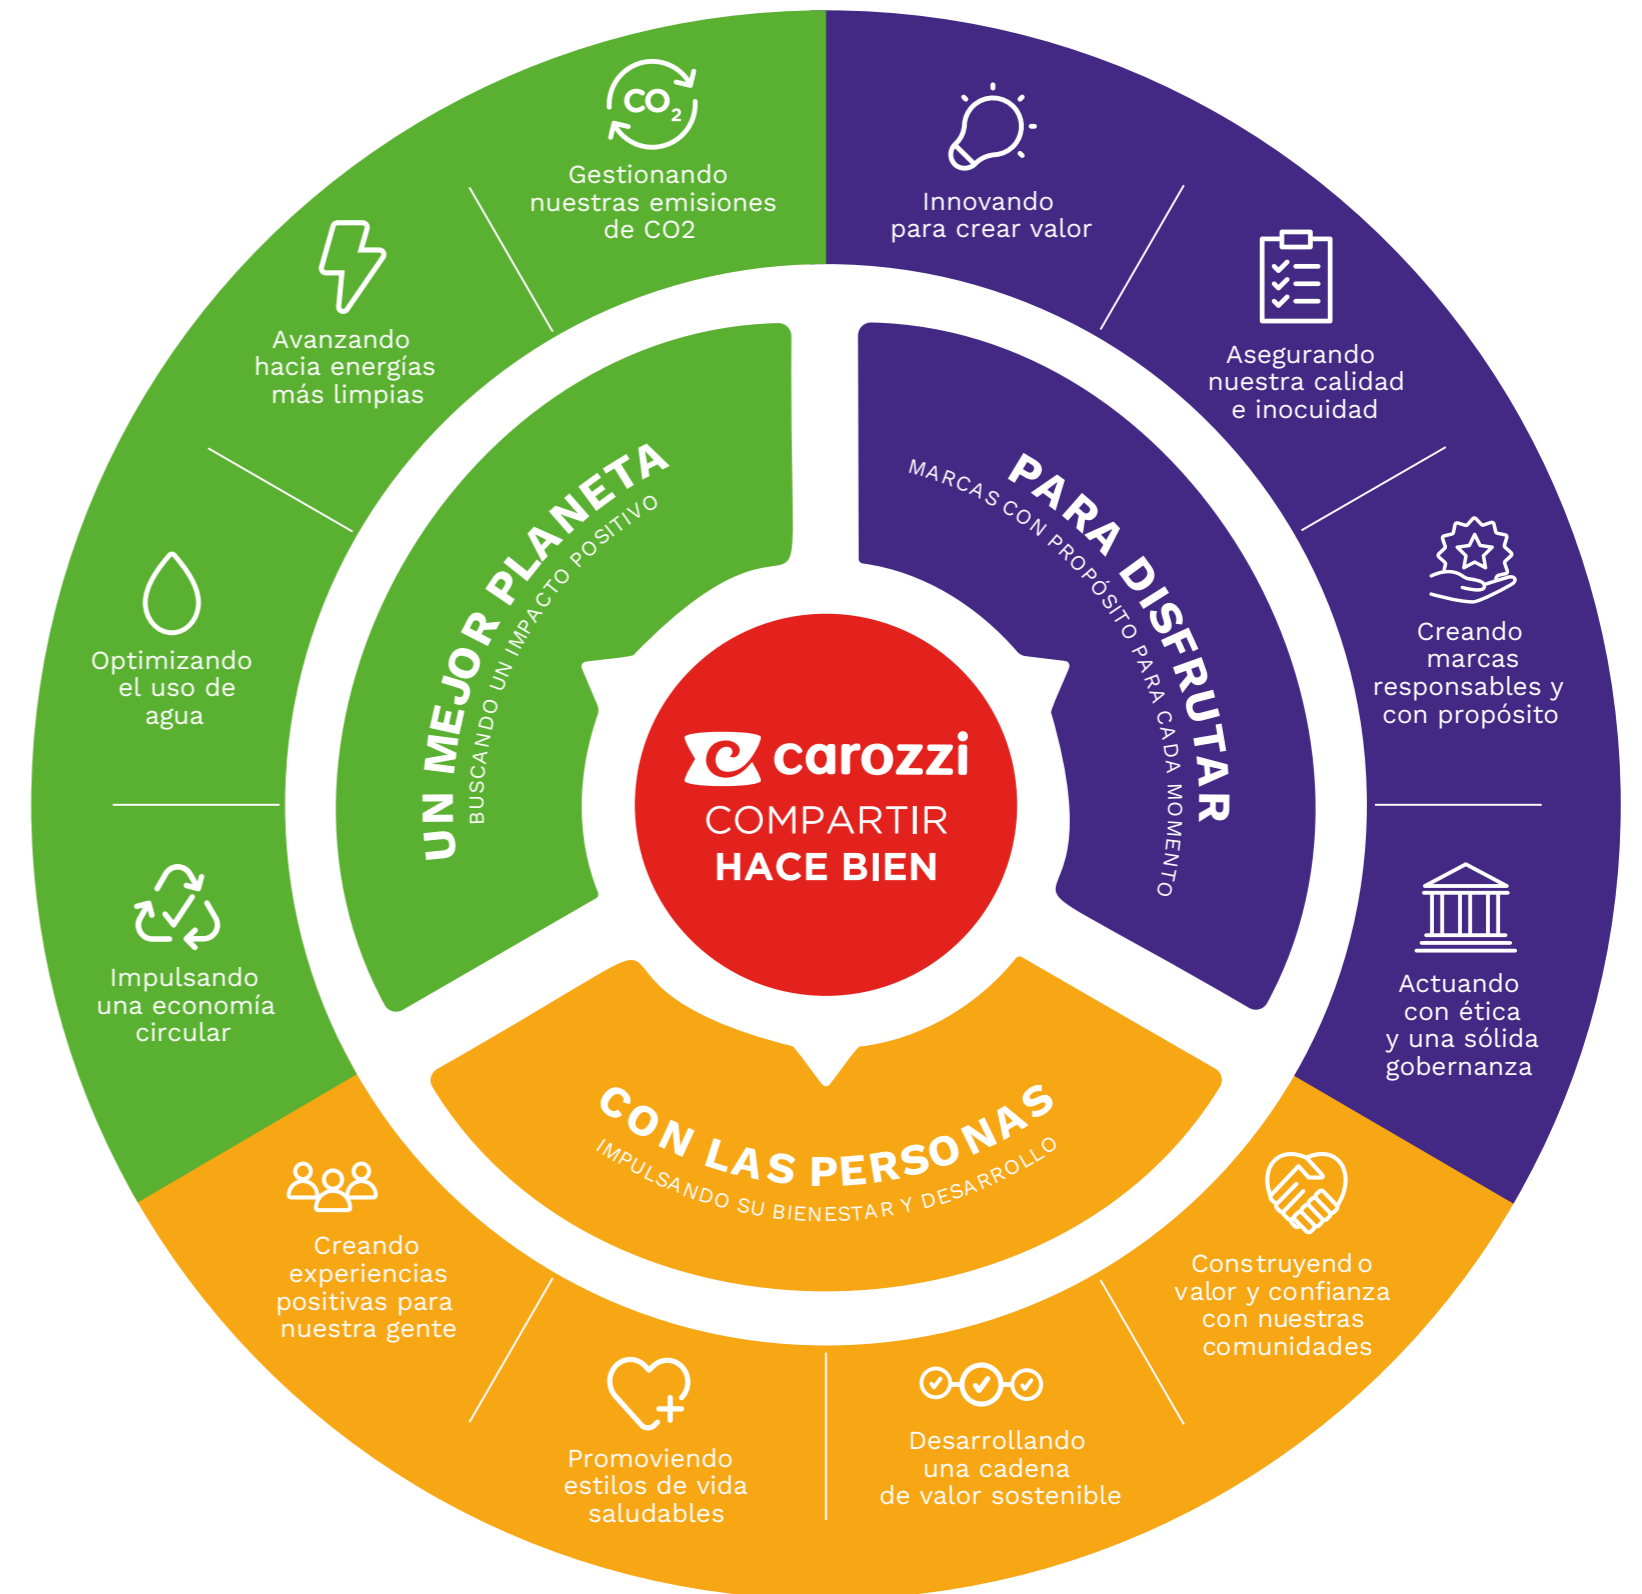 carozzi
COMPARTIR
HACE BIEN
UN MEJOR PLANETA
BUSCANDO UN IMPACTO POSITIVO
PARA DISFRUTAR
MARCAS CON PROPÓSITO PARA CADA MOMENTO
CON LAS PERSONAS
IMPULSANDO SU BIENESTAR Y DESARROLLO
CO2
Gestionando
nuestras emisiones
de CO2
Innovando
para crear valor
Asegurando
nuestra calidad
e inocuidad
Creando
marcas
responsables y
con propósito
Actuando
con ética
y una sólida
gobernanza
Construyendo
valor y confianza
con nuestras
comunidades
Desarrollando
una cadena
de valor sostenible
Promoviendo
estilos de vida
saludables
Creando
experiencias
positivas para
nuestra gente
Impulsando
una economía
circular
Optimizando
el uso de
agua
Avanzando
hacia energías
más limpias